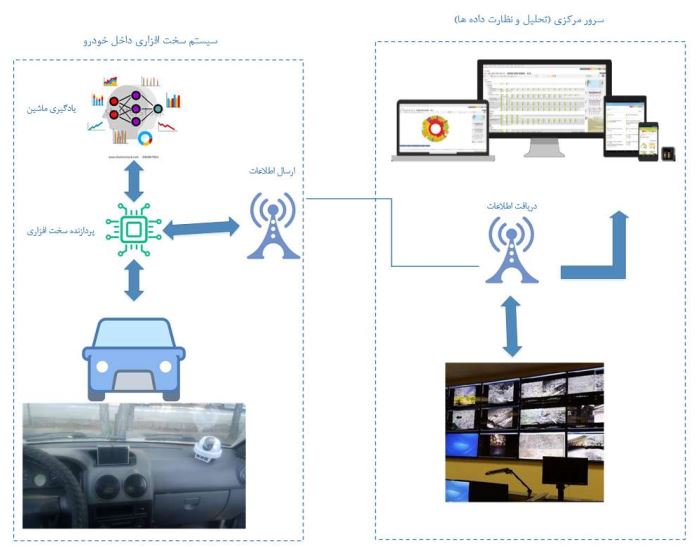 سرور مرکزی (تحلیل و نظارت داده ها)
سیستم سخت افزاری داخل خودرو
یادگیری ماشین
ارسال اطلاعات
دریافت اطلاعات
پردازنده سخت افزاری